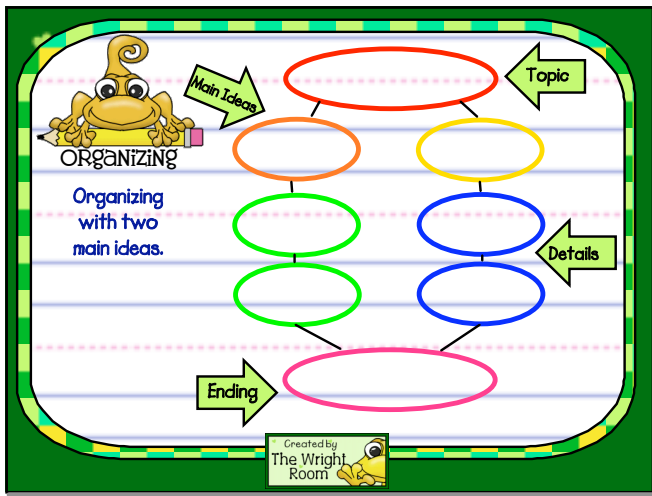 Main Ideas
Topic
ORGANIZING
Organizing
with two
main ideas.
Details
Ending
Created by
The Wright
Room